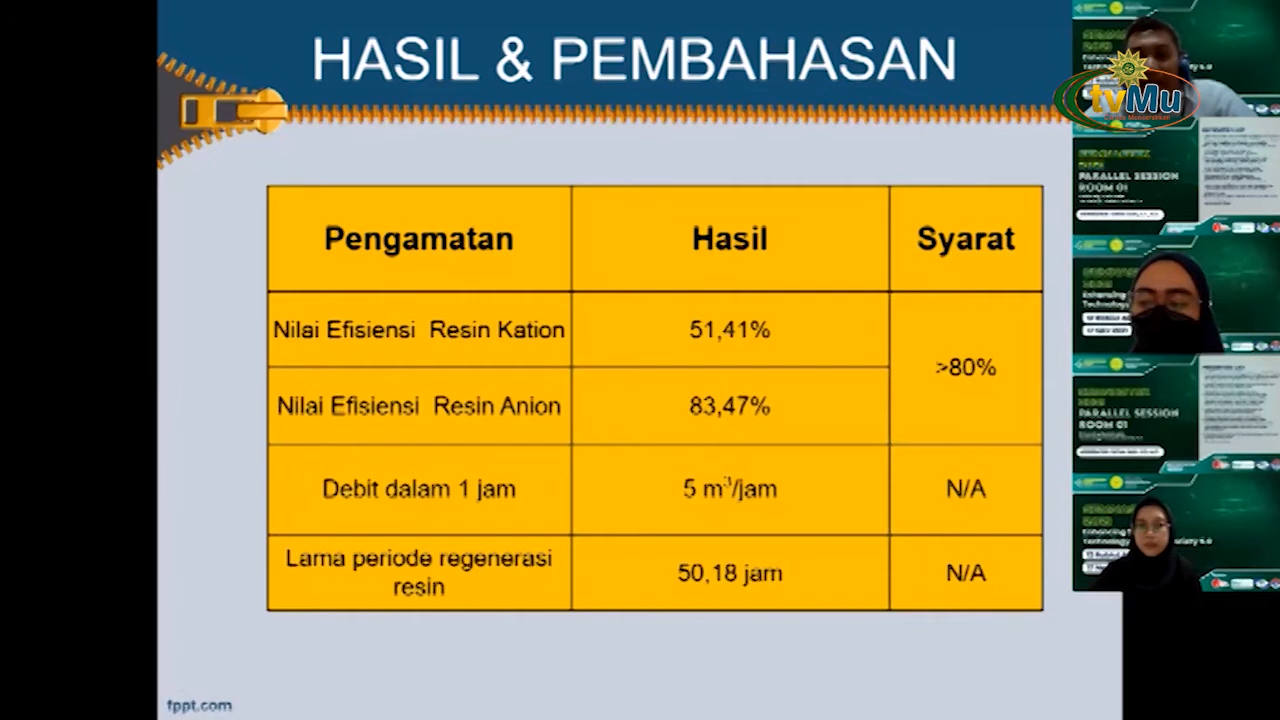 HASIL & PEMBAHASAN
Pengamatan Hasil Syarat
Nilai Efisiensi Resin Kation 51,41%
>80%
Nilai Efisiensi Resin Anion 83,47%
Debit dalam 1 jam 5 m³/jam N/A
Lama periode regenerasi
resin 50,18 jam N/A
fppt.com
tvMu
PARALLEL SESSION
ROOM 01
PARALLEL SESSION
ROOM 01